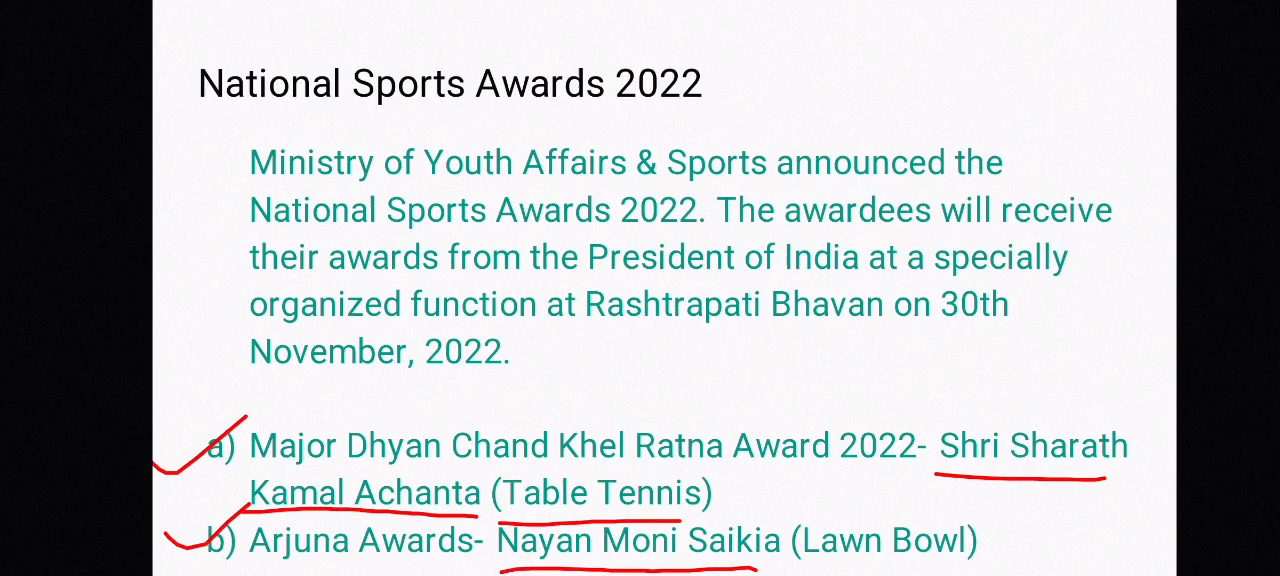 National Sports Awards 2022
Ministry of Youth Affairs & Sports announced the
National Sports Awards 2022. The awardees will receive
their awards from the President of India at a specially
organized function at Rashtrapati Bhavan on 30th
November, 2022.
a) Major Dhyan Chand Khel Ratna Award 2022- Shri Sharath
Kamal Achanta (Table Tennis)
b) Arjuna Awards- Nayan Moni Saikia (Lawn Bowl)